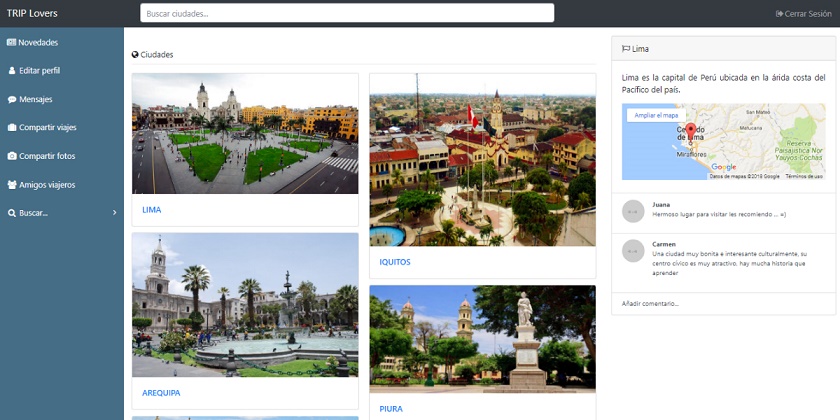 TRIP Lovers
Buscar ciudades...
Cerrar Sesión
Novedades
Editar perfil
Mensajes
Compartir viajes
Compartir fotos
Amigos viajeros
Buscar...
Ciudades
LIMA
IQUITOS
AREQUIPA
PIURA
Lima
Lima es la capital de Perú ubicada en la árida costa del
Pacífico del país.
Ampliar el mapa
San Mateo
Matucana
Miraflores
Reserva
Paisajística Nor
Yauyos Cochas
Google
Datos de mapas ©2016 Google
Términos de uso
Juana
Hermoso lugar para visitar les recomiendo ... =)
Carmen
Una ciudad muy bonita e interesante culturalmente, su
centro cívico es muy atractivo. hay mucha historia que
aprender
Añadir comentario...